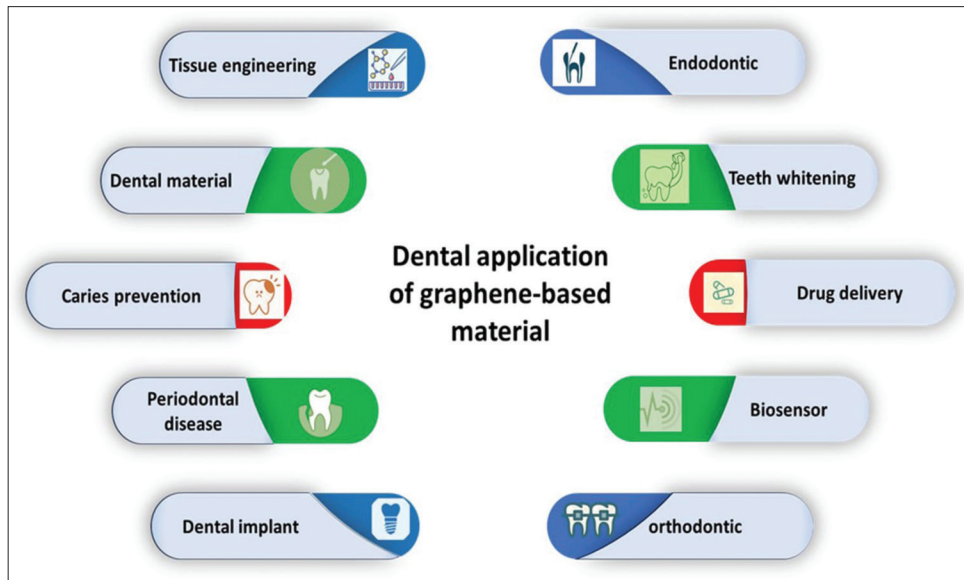 Tissue engineering
Endodontic
Dental material
Teeth whitening
Dental application
of graphene-based
material
Caries prevention
Drug delivery
Periodontal
disease
Biosensor
Dental implant
orthodontic